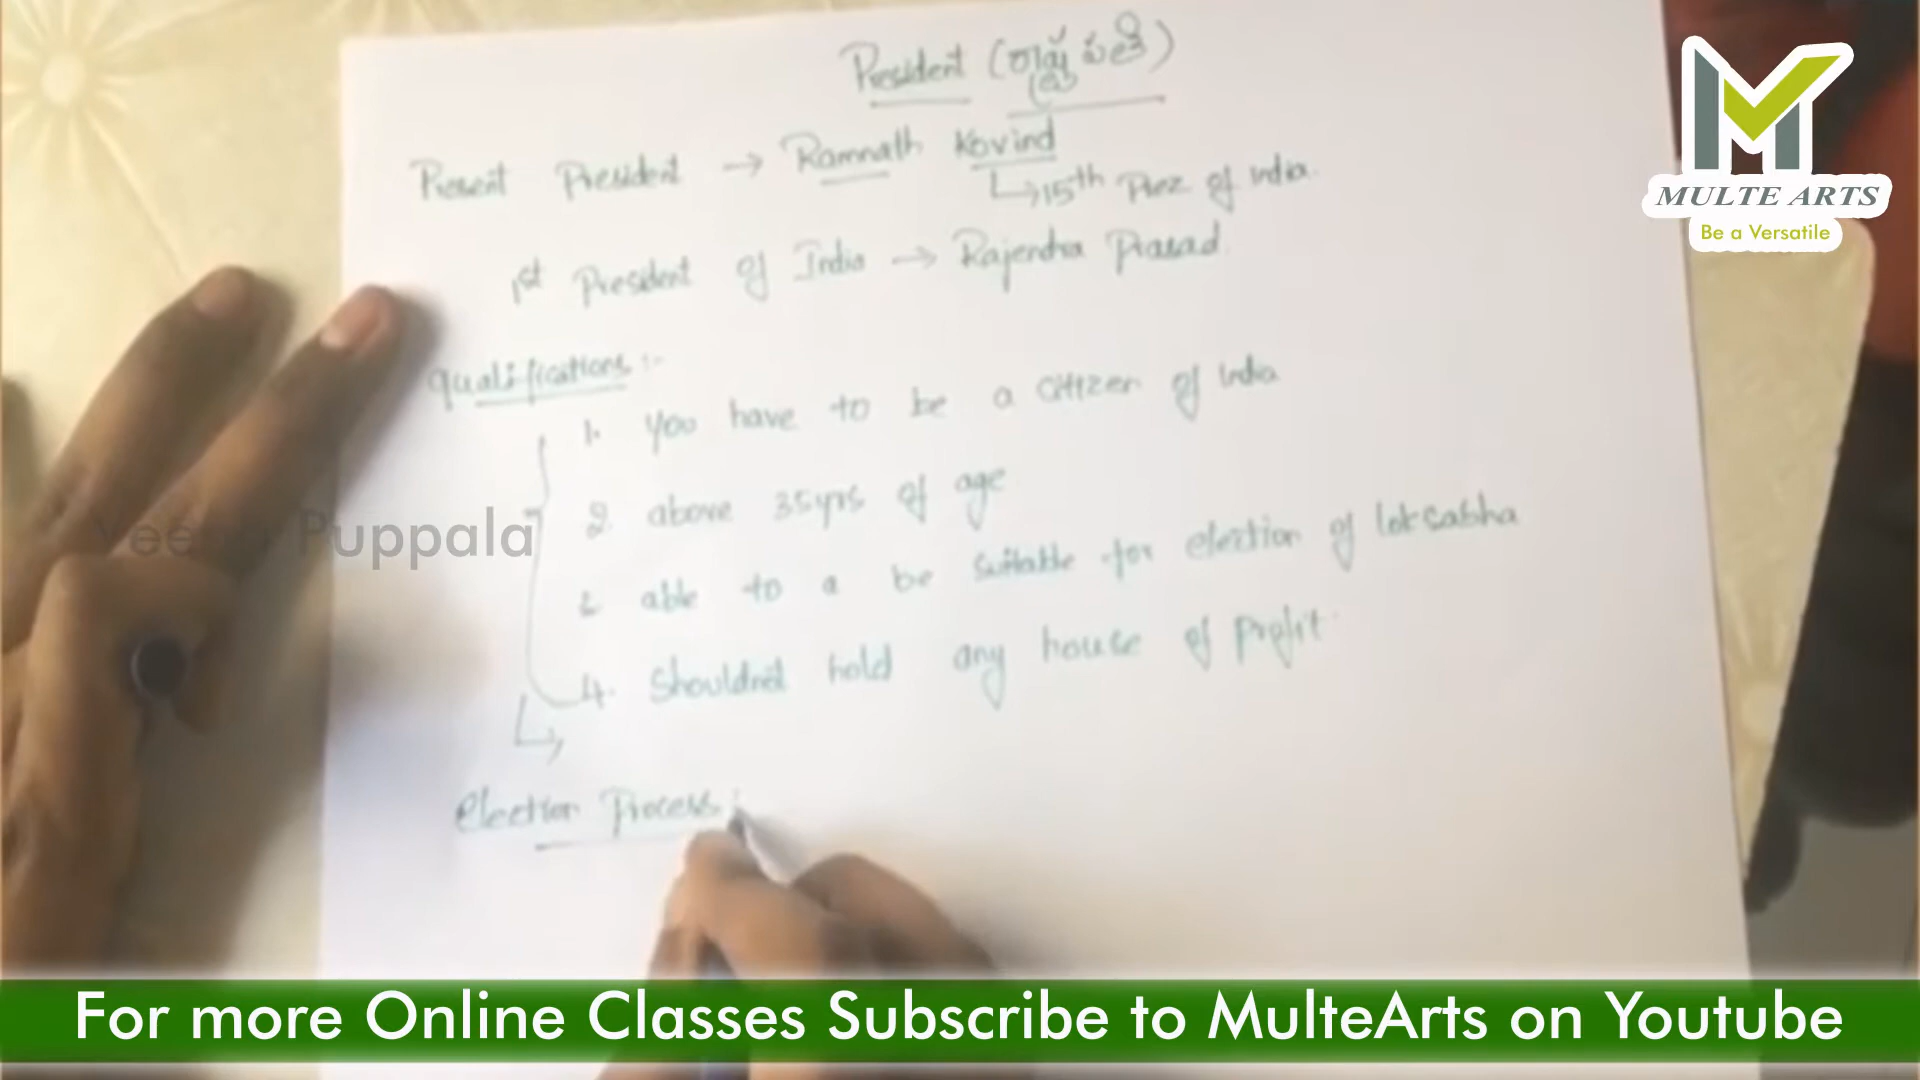 President (రాష్ట్రపతి)
Present President → Ramnath Kovind
↳ 15th Prez of India.
1st President of India → Rajendra Prasad.
Qualifications :-
1. You have to be a citizen of India
2. above 35yrs of age
able to a be suitable for election of loksabha
4. Shouldn't hold any house of profit.
Election Process :
Puppala
MULTE ARTS
Be a Versatile
For more Online Classes Subscribe to MulteArts on Youtube